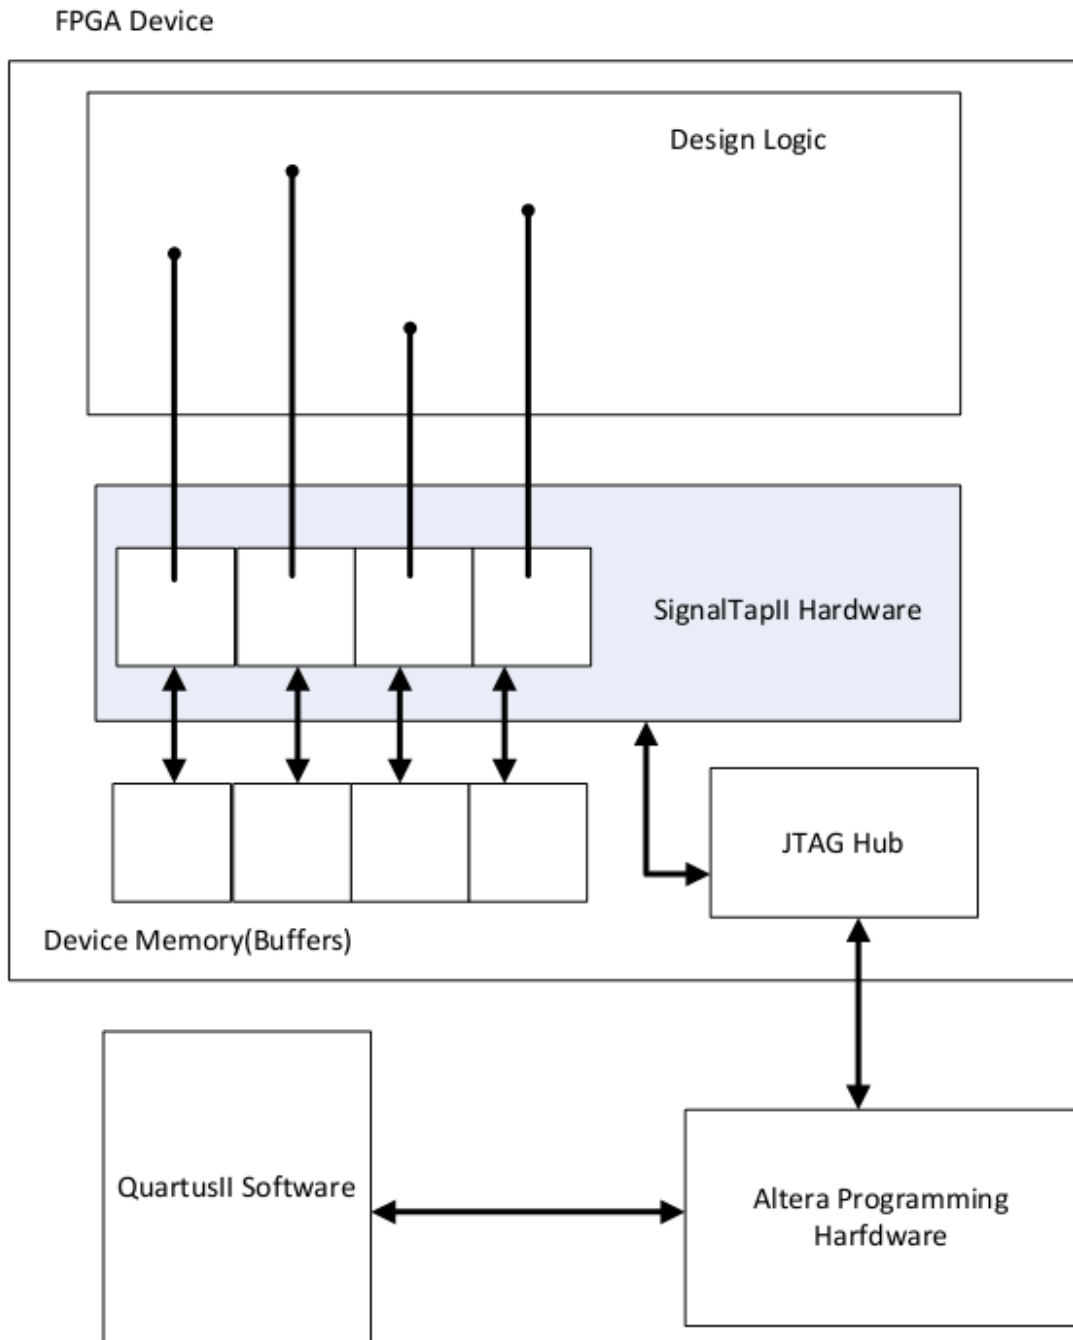 FPGA Device
Design Logic
SignalTapII Hardware
JTAG Hub
Device Memory(Buffers)
QuartusII Software
Altera Programming
Harfdware